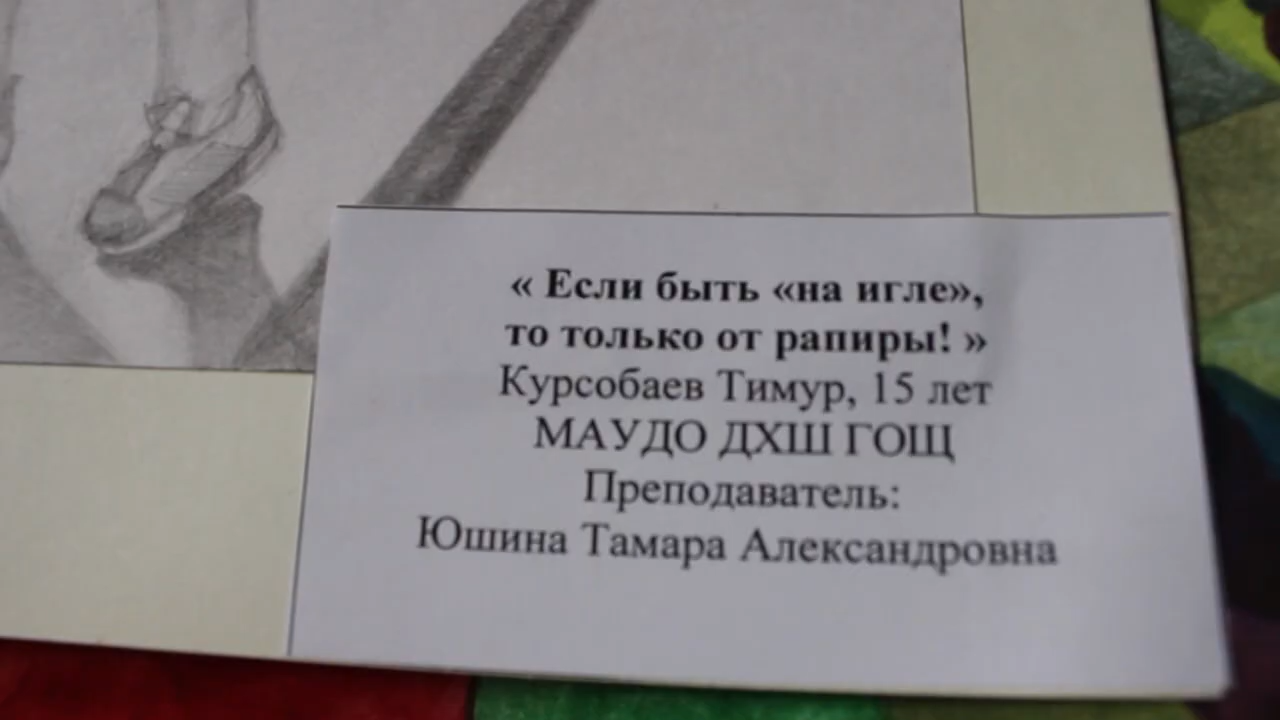 « Если быть «на игле»,
то только от рапиры! »
Курсобаев Тимур, 15 лет
МАУДО ДХШ ГОЩ
Преподаватель:
Юшина Тамара Александровна